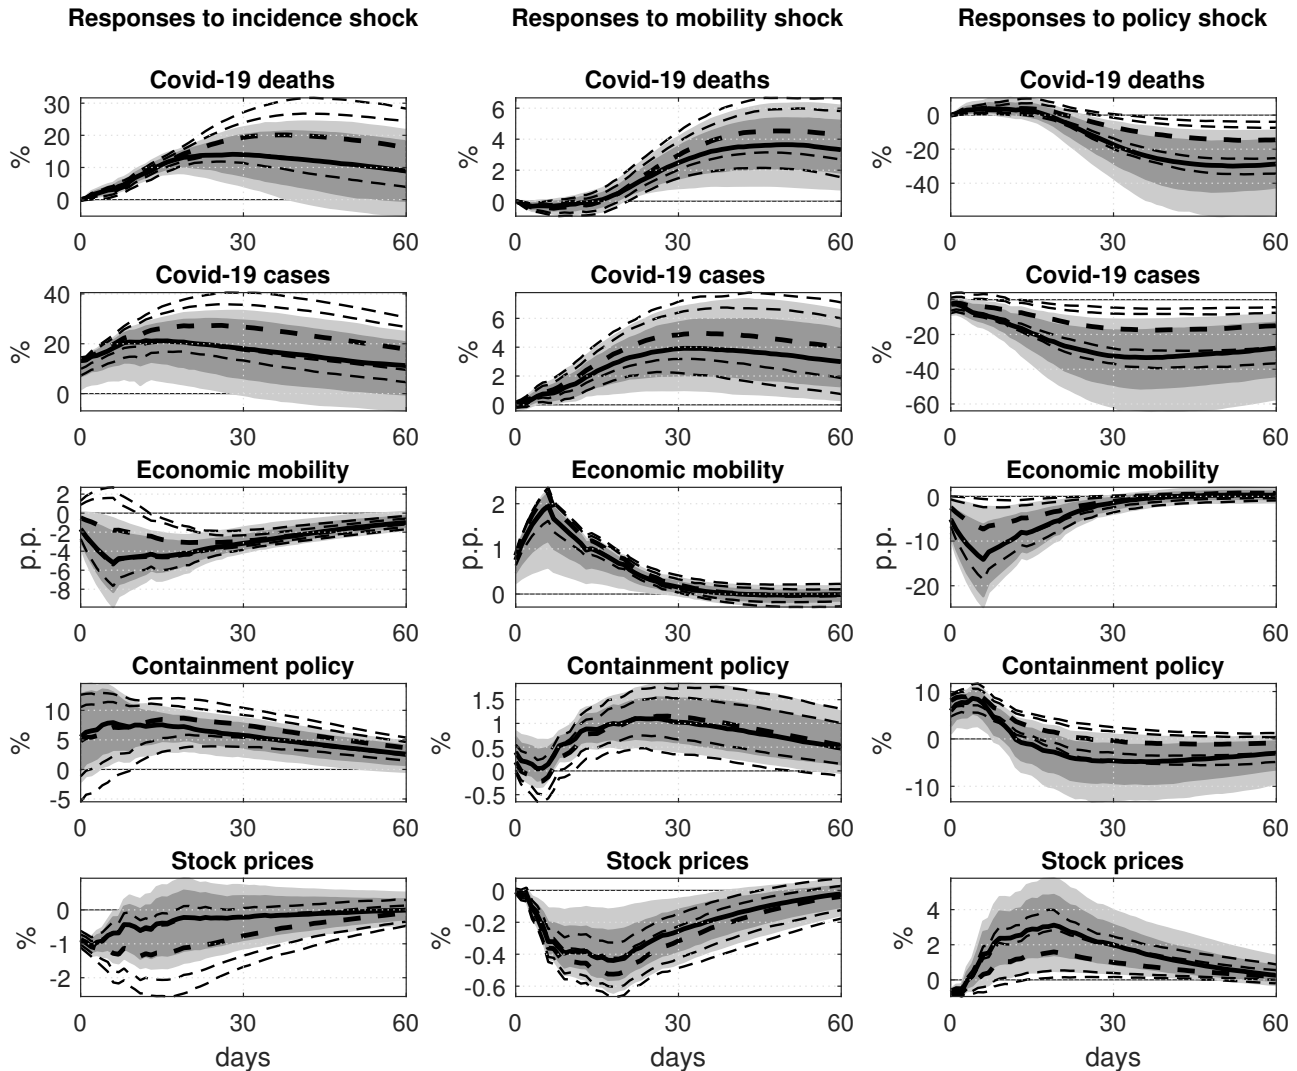 Responses to incidence shock Responses to mobility shock Responses to policy shock
Covid-19 deaths Covid-19 deaths Covid-19 deaths
30
20
10
0
%
0 30 60
6
4
2
0
%
0 30 60
0
-20
-40
%
0 30 60
Covid-19 cases Covid-19 cases Covid-19 cases
40
20
0
%
0 30 60
6
4
2
0
%
0 30 60
0
-20
-40
-60
%
0 30 60
Economic mobility Economic mobility Economic mobility
2
0
-2
-4
-6
-8
p.p.
0 30 60
2
1
0
p.p.
0 30 60
0
-10
-20
p.p.
0 30 60
Containment policy Containment policy Containment policy
10
5
0
-5
%
0 30 60
1.5
1
0.5
0
-0.5
%
0 30 60
10
0
-10
%
0 30 60
Stock prices Stock prices Stock prices
0
-1
-2
%
0 30 60
days
0
-0.2
-0.4
-0.6
%
0 30 60
days
4
2
0
%
0 30 60
days